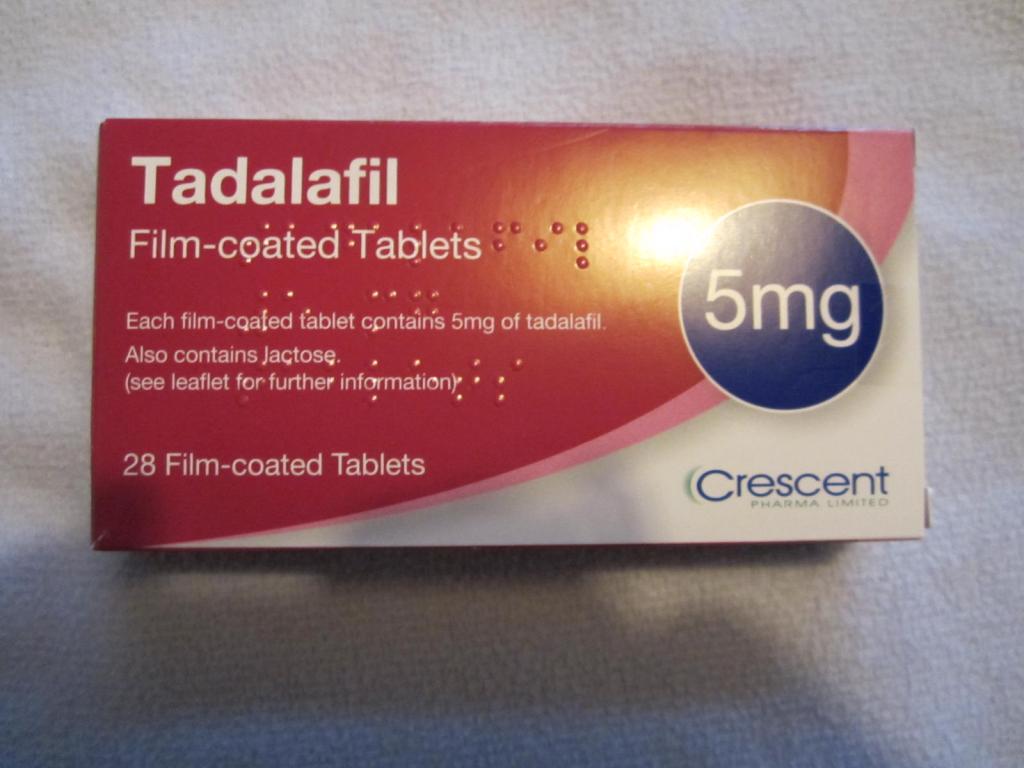 Tadalafil
Film-coated Tablets
5mg
Each film-coated tablet contains 5mg of tadalafil.
Also contains lactose.
(see leaflet for further information)
28 Film-coated Tablets
Crescent
PHARMA LIMITED